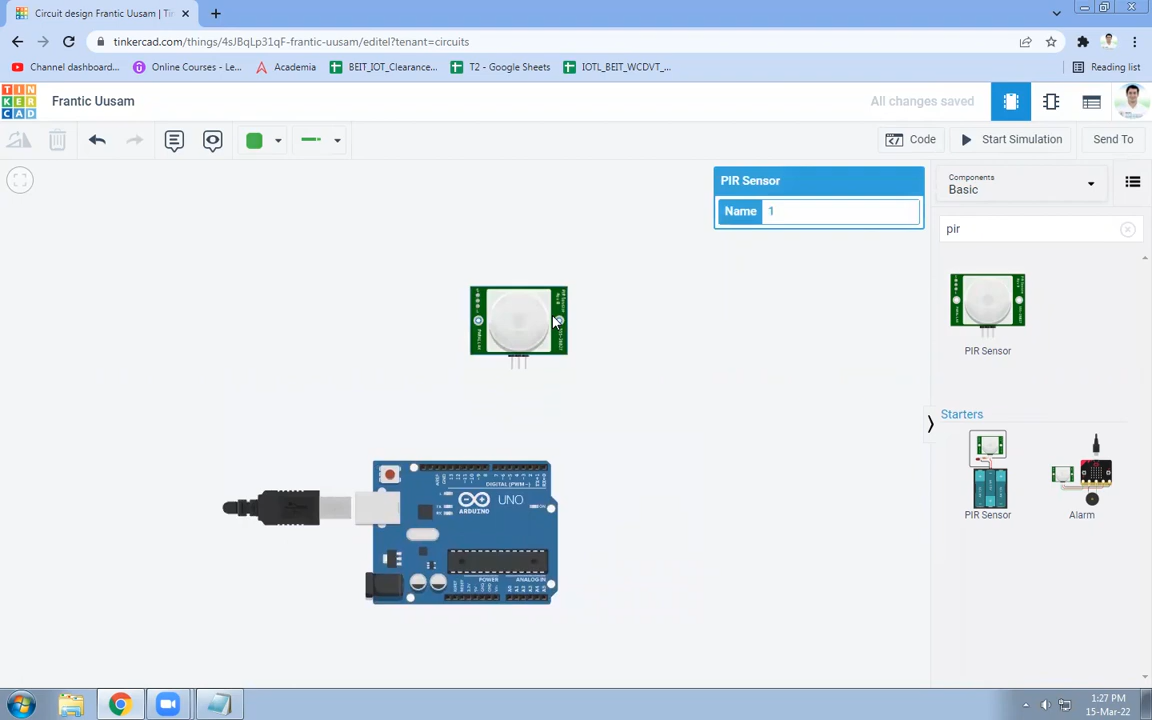 Circuit design Frantic Uusam | Tin
tinkercad.com/things/4sJBqLp31qF-frantic-uusam/editel?tenant=circuits
Channel dashboard...
Online Courses - Le...
Academia
BEIT_IOT_Clearance...
T2 - Google Sheets
IOTL_BEIT_WCDVT_...
Reading list
TIN
KER
CAD
Frantic Uusam
All changes saved
Code
Start Simulation
Send To
PIR Sensor
Name 1
Components
Basic
pir
PIR Sensor
Starters
PIR Sensor
Alarm
DIGITAL (PWM~)
UNO
ARDUINO
POWER
ANALOG IN
1:27 PM
15-Mar-22